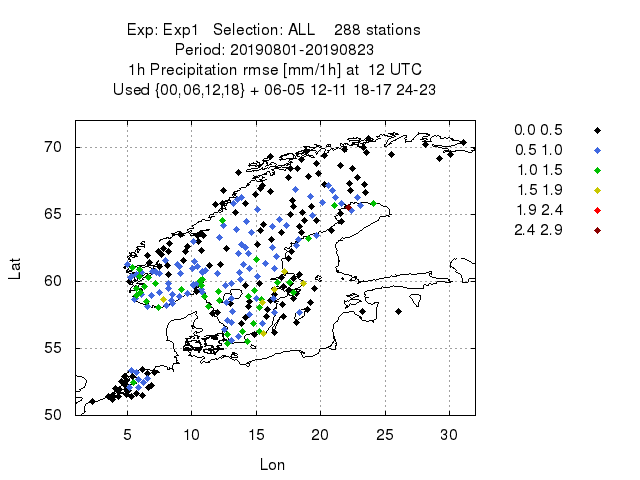 Exp: Exp1 Selection: ALL 288 stations
Period: 20190801-20190823
1h Precipitation rmse [mm/1h] at 12 UTC
Used {00,06,12,18} + 06-05 12-11 18-17 24-23
70
65
60
55
50
Lat
5 10 15 20 25 30
Lon
0.0 0.5
0.5 1.0
1.0 1.5
1.5 1.9
1.9 2.4
2.4 2.9